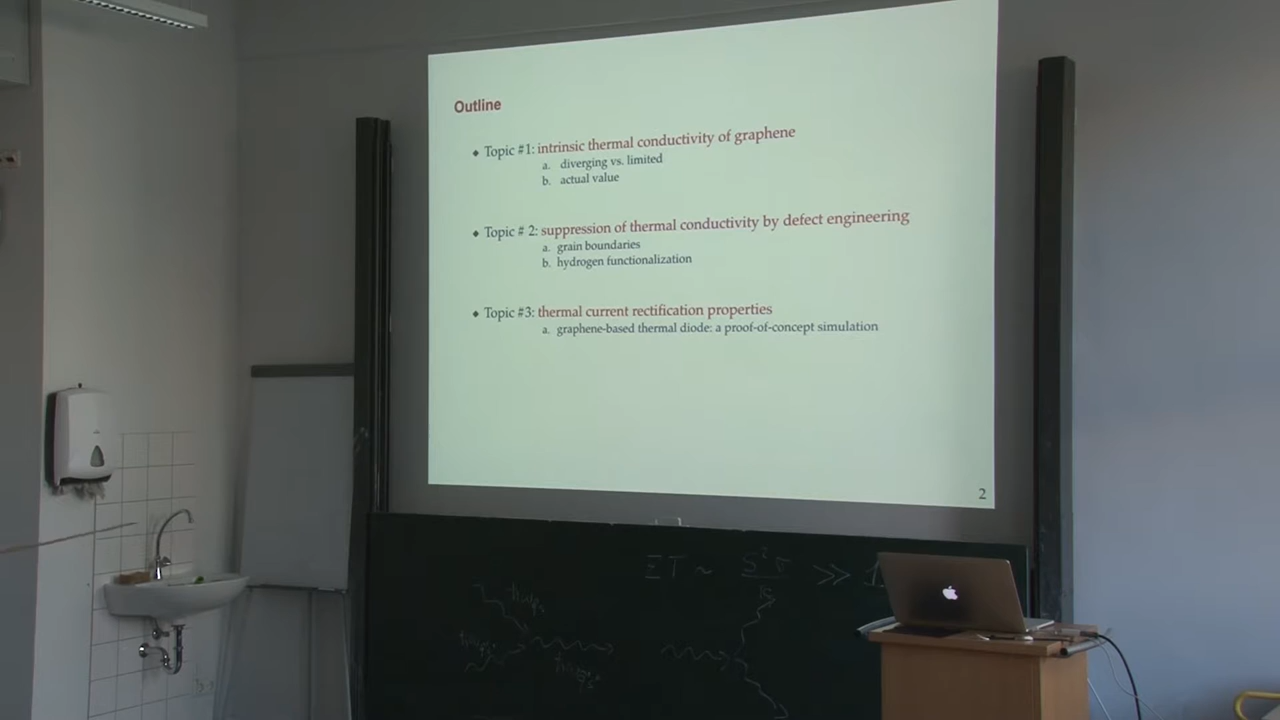 Outline
◆ Topic #1: intrinsic thermal conductivity of graphene
a. diverging vs. limited
b. actual value
◆ Topic # 2: suppression of thermal conductivity by defect engineering
a. grain boundaries
b. hydrogen functionalization
◆ Topic #3: thermal current rectification properties
a. graphene-based thermal diode: a proof-of-concept simulation
2